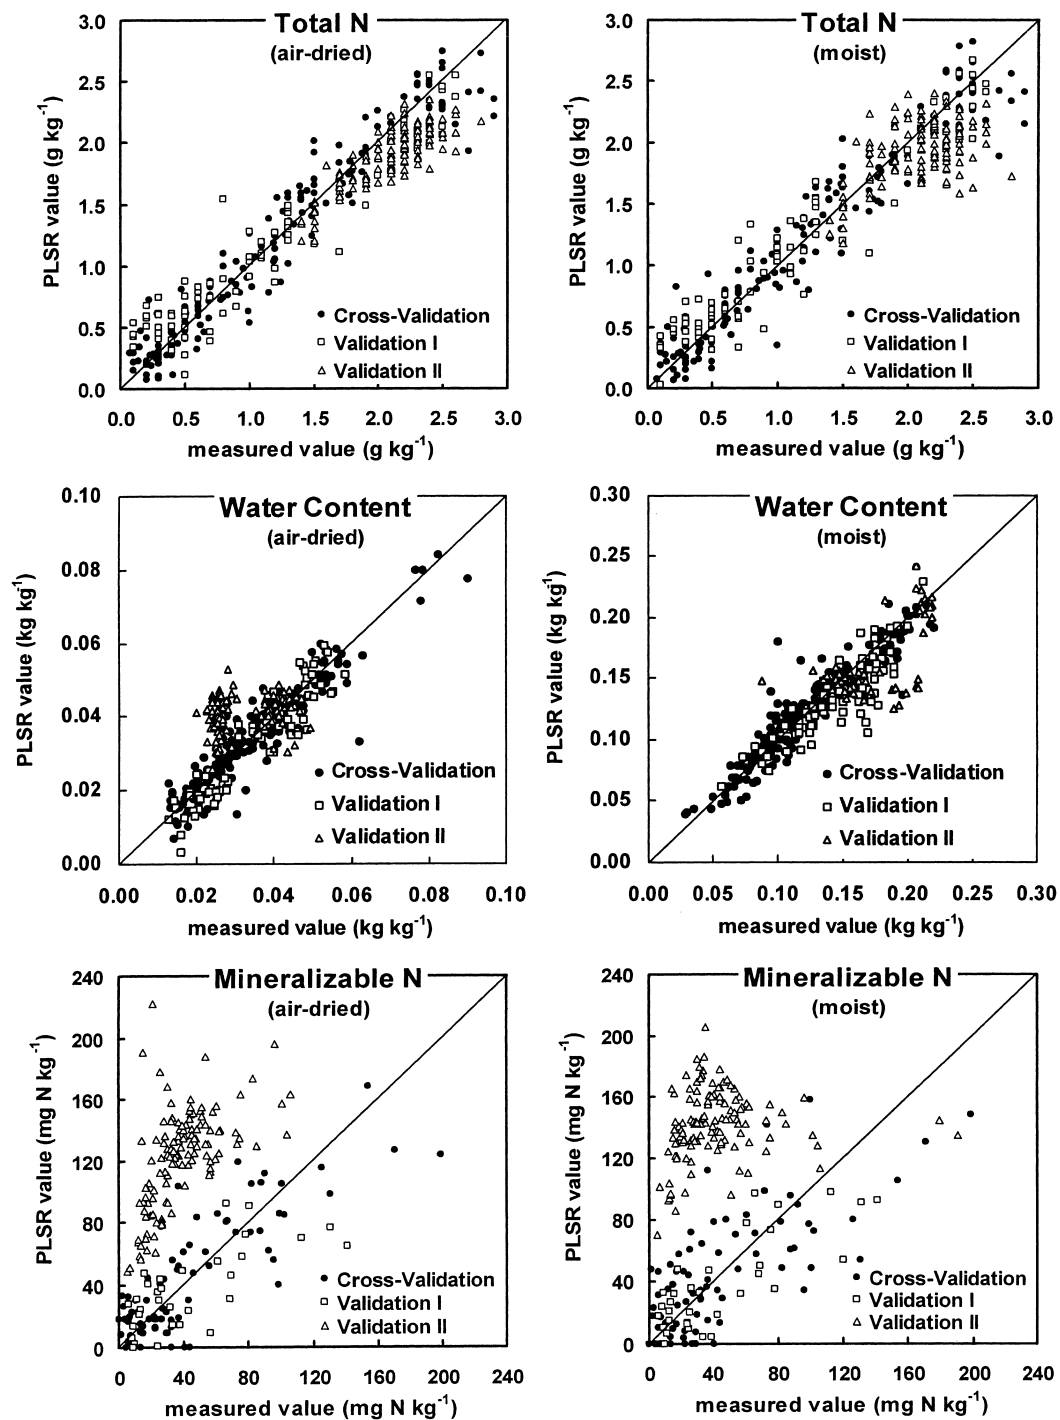 Total N
(air-dried)
PLSR value (g kg⁻¹)
3.0
2.5
2.0
1.5
1.0
0.5
0.0
Cross-Validation
Validation I
Validation II
0.0 0.5 1.0 1.5 2.0 2.5 3.0
measured value (g kg⁻¹)
Total N
(moist)
PLSR value (g kg⁻¹)
3.0
2.5
2.0
1.5
1.0
0.5
0.0
Cross-Validation
Validation I
Validation II
0.0 0.5 1.0 1.5 2.0 2.5 3.0
measured value (g kg⁻¹)
Water Content
(air-dried)
PLSR value (kg kg⁻¹)
0.10
0.08
0.06
0.04
0.02
0.00
Cross-Validation
Validation I
Validation II
0.00 0.02 0.04 0.06 0.08 0.10
measured value (kg kg⁻¹)
Water Content
(moist)
PLSR value (kg kg⁻¹)
0.30
0.25
0.20
0.15
0.10
0.05
0.00
Cross-Validation
Validation I
Validation II
0.00 0.05 0.10 0.15 0.20 0.25 0.30
measured value (kg kg⁻¹)
Mineralizable N
(air-dried)
PLSR value (mg N kg⁻¹)
240
200
160
120
80
40
0
Cross-Validation
Validation I
Validation II
0 40 80 120 160 200 240
measured value (mg N kg⁻¹)
Mineralizable N
(moist)
PLSR value (mg N kg⁻¹)
240
200
160
120
80
40
0
Cross-Validation
Validation I
Validation II
0 40 80 120 160 200 240
measured value (mg N kg⁻¹)